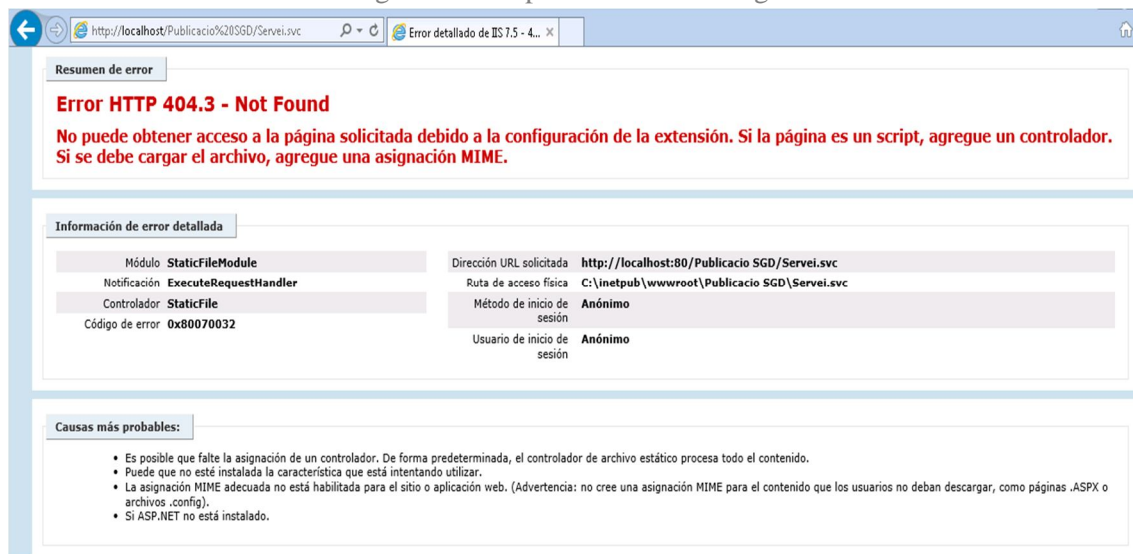 http://localhost/Publicacio%20SGD/Servei.svc
Error detallado de IIS 7.5 - 4...
Resumen de error
Error HTTP 404.3 - Not Found
No puede obtener acceso a la página solicitada debido a la configuración de la extensión. Si la página es un script, agregue un controlador.
Si se debe cargar el archivo, agregue una asignación MIME.
Información de error detallada
Módulo StaticFileModule
Notificación ExecuteRequestHandler
Controlador StaticFile
Código de error 0x80070032
Dirección URL solicitada http://localhost:80/Publicacio SGD/Servei.svc
Ruta de acceso física C:\inetpub\wwwroot\Publicacio SGD\Servei.svc
Método de inicio de Anónimo
sesión
Usuario de inicio de Anónimo
sesión
Causas más probables:
• Es posible que falte la asignación de un controlador. De forma predeterminada, el controlador de archivo estático procesa todo el contenido.
• Puede que no esté instalada la característica que está intentando utilizar.
• La asignación MIME adecuada no está habilitada para el sitio o aplicación web. (Advertencia: no cree una asignación MIME para el contenido que los usuarios no deban descargar, como páginas .ASPX o
archivos .config).
• Si ASP.NET no está instalado.